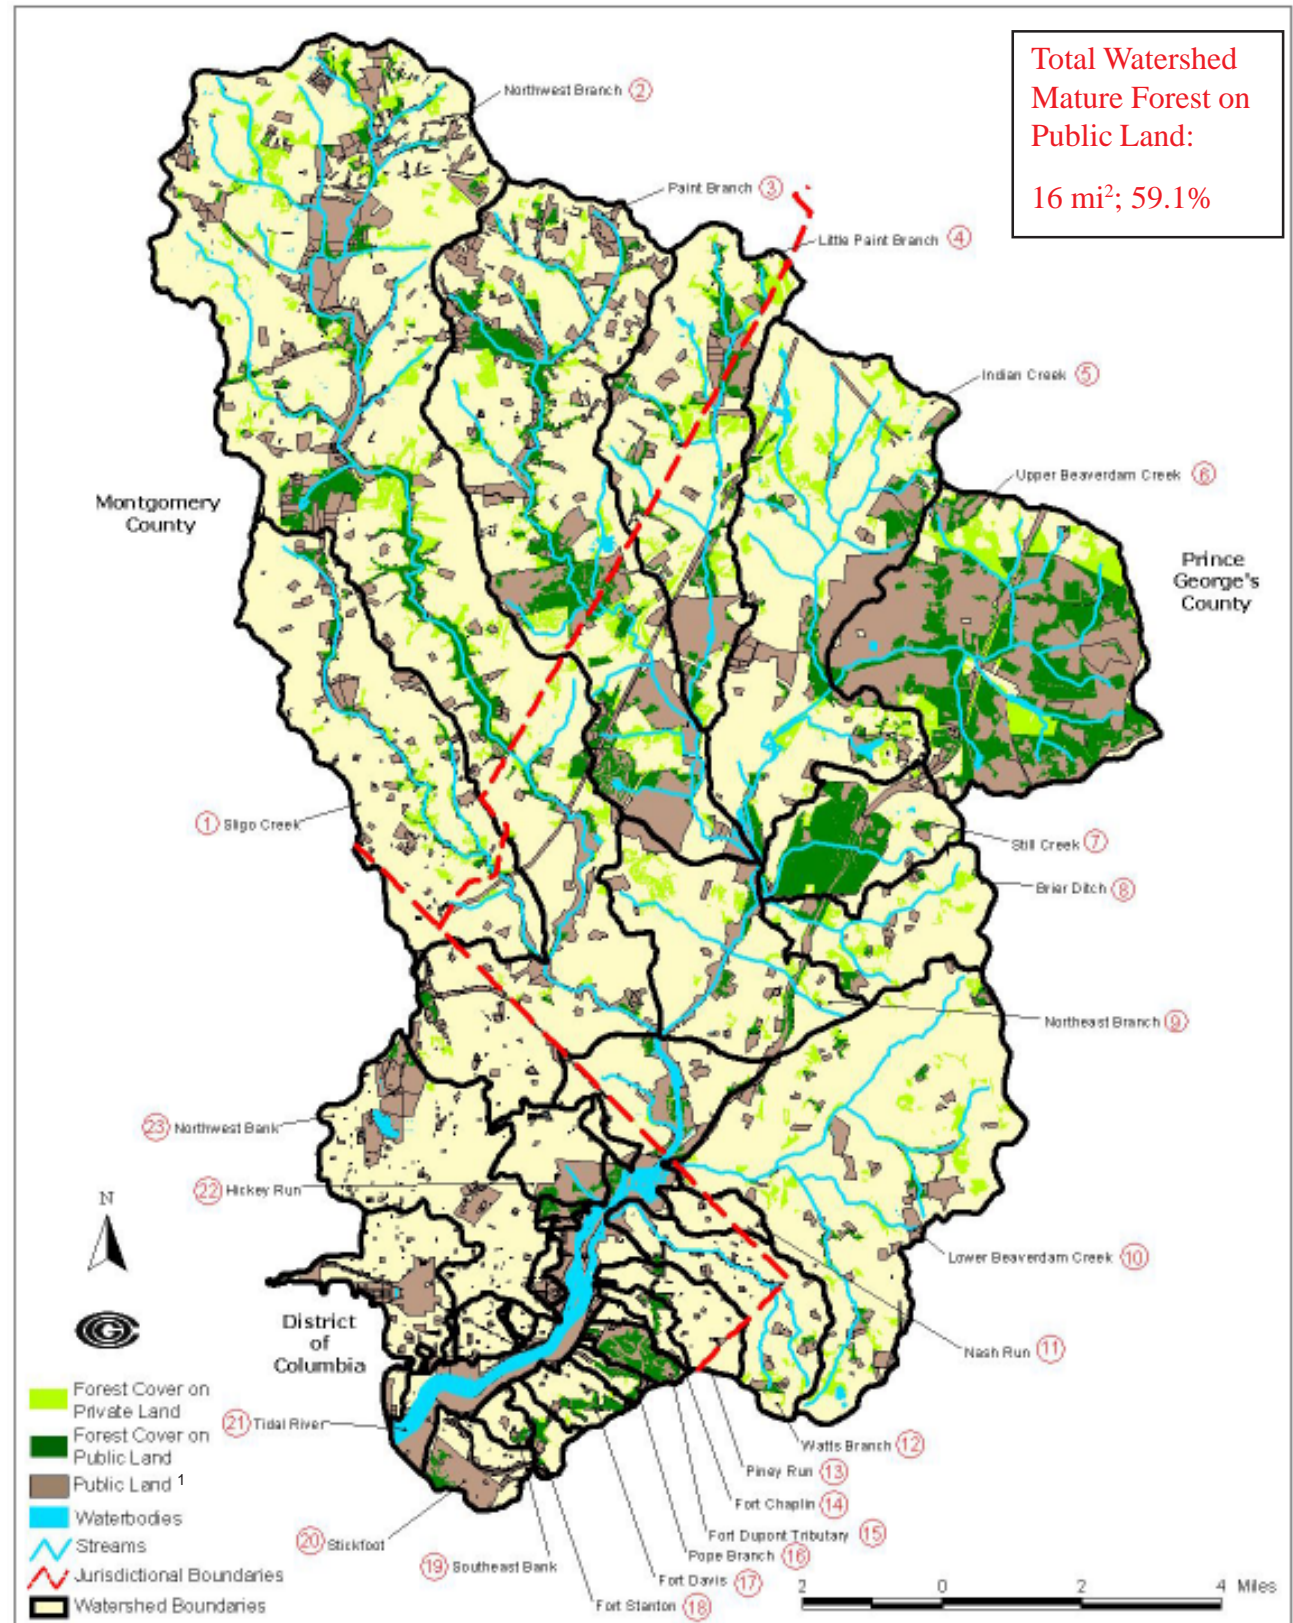 Total Watershed
Mature Forest on
Public Land:
16 mi²; 59.1%
Northwest Branch 2
Paint Branch 3
Little Paint Branch 4
Indian Creek 5
Upper Beaverdam Creek 6
Montgomery
County
Prince
George's
County
1 Sligo Creek
Still Creek 7
Brier Ditch 8
Northeast Branch 9
23 Northwest Bank
N
22 Hickey Run
Lower Beaverdam Creek 10
District
of
Columbia
Nash Run 11
Forest Cover on
Private Land
21 Tidal River
Forest Cover on
Public Land
Watts Branch 12
Piney Run 13
Public Land 1
Fort Chaplin 14
Waterbodies
Fort Dupont Tributary 15
20 Stickfoot
Streams
Pope Branch 16
19 Southeast Bank
Jurisdictional Boundaries
Fort Davis 17
Watershed Boundaries
Fort Stanton 18
2 0 2 4 Miles